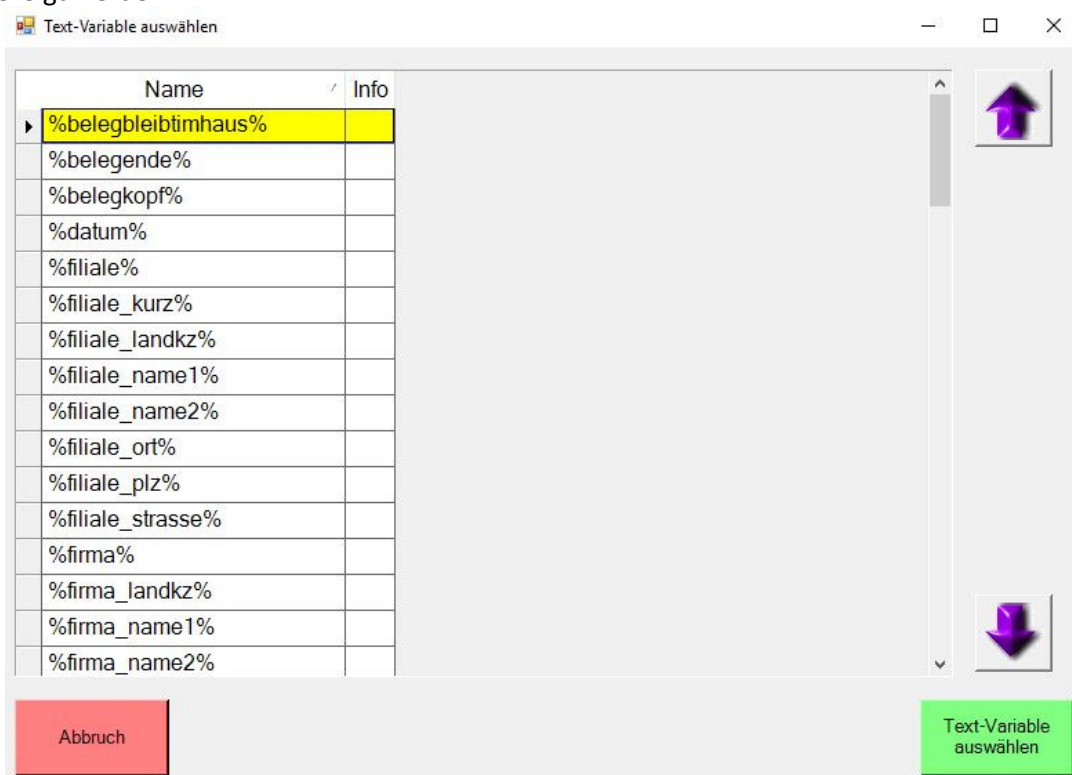 Text-Variable auswählen
Name Info
%belegbleibtimhaus%
%belegende%
%belegkopf%
%datum%
%filiale%
%filiale_kurz%
%filiale_landkz%
%filiale_name1%
%filiale_name2%
%filiale_ort%
%filiale_plz%
%filiale_strasse%
%firma%
%firma_landkz%
%firma_name1%
%firma_name2%
Abbruch
Text-Variable
auswählen